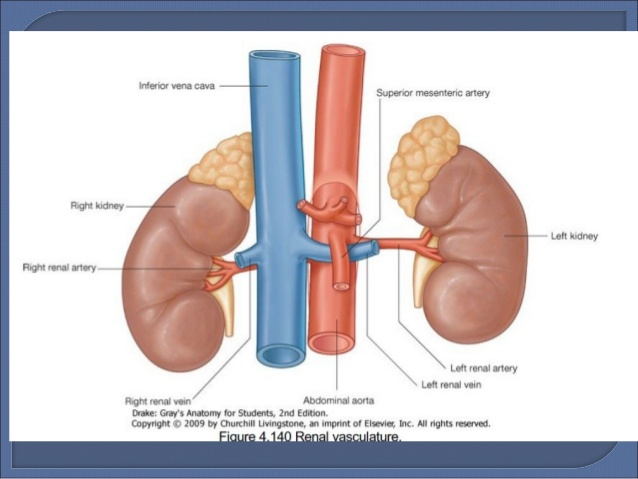 Inferior vena cava
Superior mesenteric artery
Right kidney
Left kidney
Right renal artery
Left renal artery
Left renal vein
Right renal vein
Abdominal aorta
Drake: Gray's Anatomy for Students, 2nd Edition.
Copyright © 2009 by Churchill Livingstone, an imprint of Elsevier, Inc. All rights reserved.
Figure 4.140 Renal vasculature.